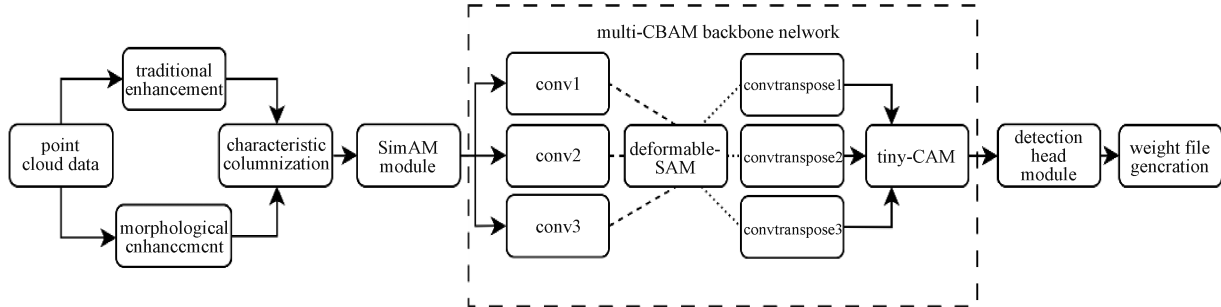 multi-CBAM backbone nelwork
traditional
enhancement
point
cloud data
morphological
cnhancement
characteristic
columnization
SimAM
module
conv1
conv2
conv3
deformable-
SAM
convtranspose1
convtranspose2
convtranspose3
tiny-CAM
detection
head
module
weight file
gencration